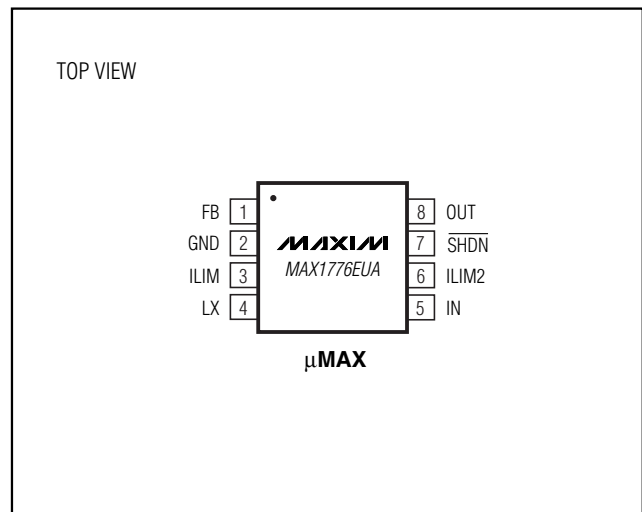 TOP VIEW
FB 1
GND 2
ILIM 3
LX 4
MAXIM
MAX1776EUA
8 OUT
7 SHDN
6 ILIM2
5 IN
μMAX